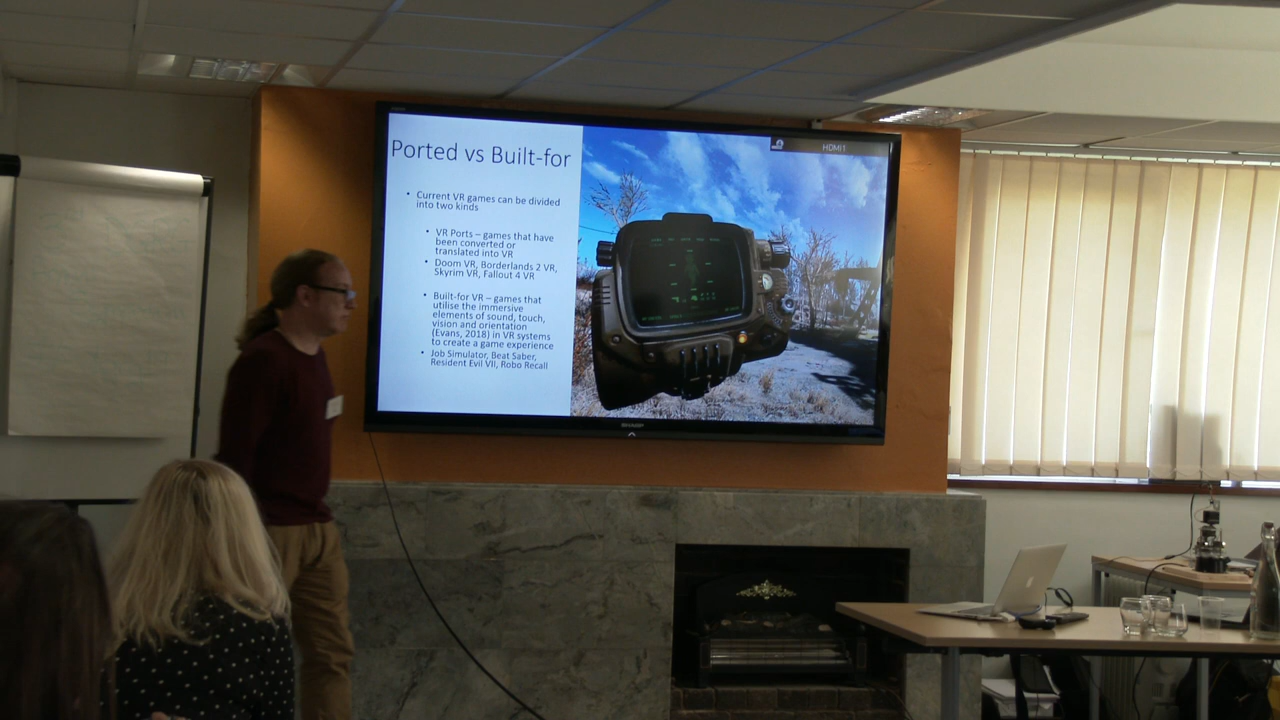 Ported vs Built-for
HDMI1
• Current VR games can be divided
into two kinds
• VR Ports – games that have
been converted or
translated into VR
• Doom VR, Borderlands 2 VR,
Skyrim VR, Fallout 4 VR
• Built-for VR – games that
utilise the immersive
elements of sound, touch,
vision and orientation
(Evans, 2018) in VR systems
to create a game experience
• Job Simulator, Beat Saber,
Resident Evil VII, Robo Recall
SHARP